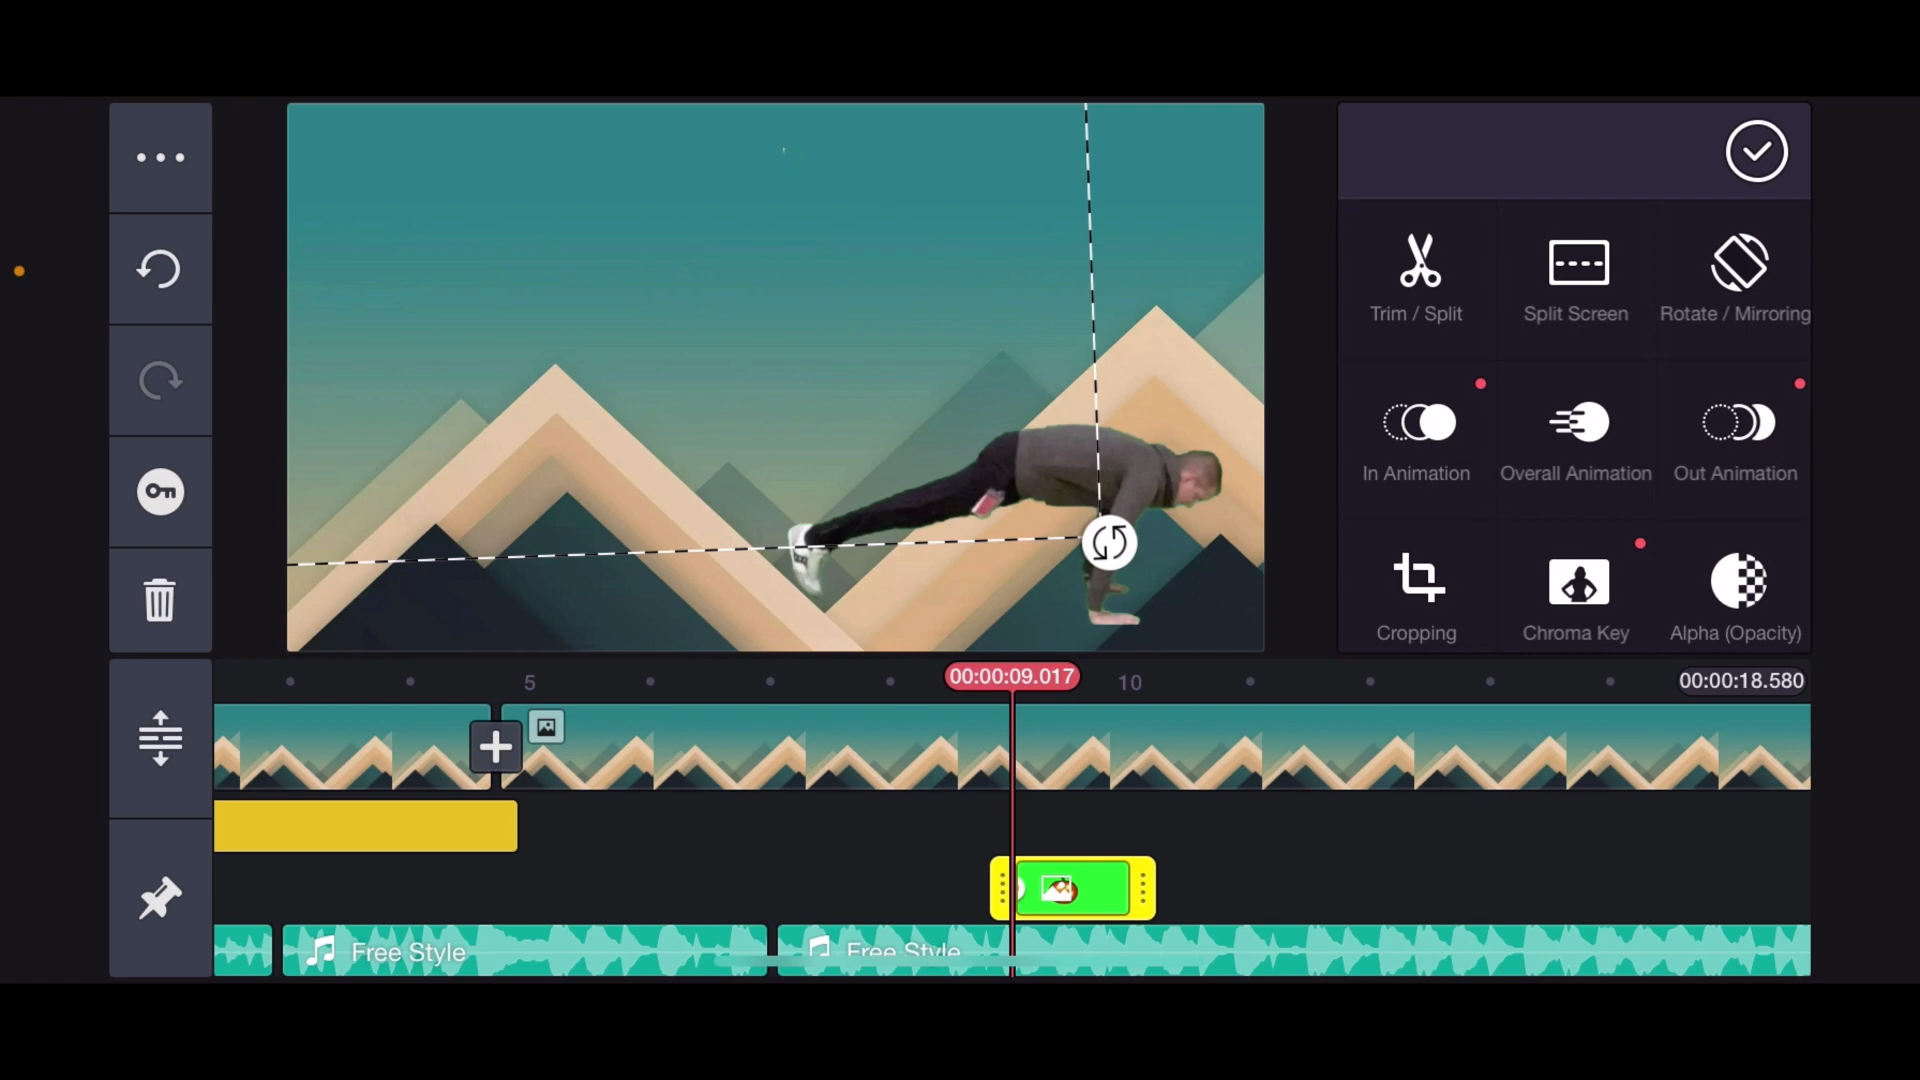 Trim / Split
Split Screen
Rotate / Mirroring
In Animation
Overall Animation
Out Animation
Cropping
Chroma Key
Alpha (Opacity)
5
00:00:09.017
10
00:00:18.580
Free Style
Free Style